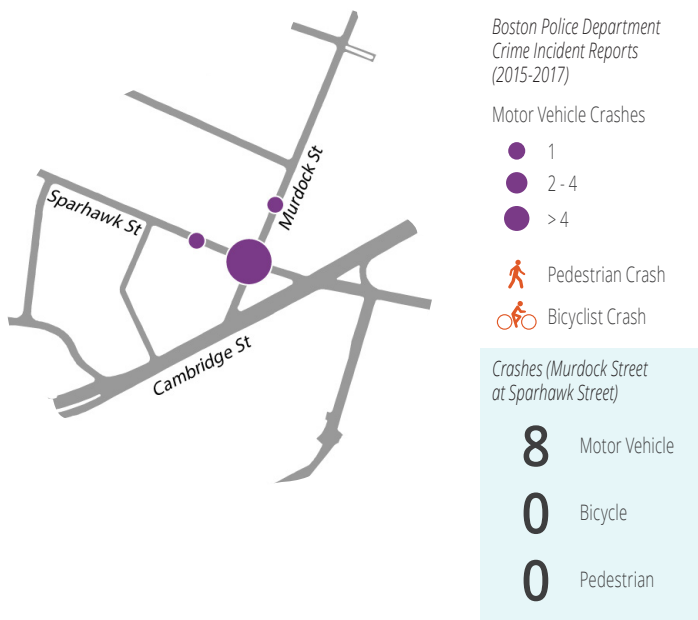 Boston Police Department
Crime Incident Reports
(2015-2017)
Motor Vehicle Crashes
1
2 - 4
> 4
Pedestrian Crash
Bicyclist Crash
Murdock St
Sparhawk St
Cambridge St
Crashes (Murdock Street
at Sparhawk Street)
8 Motor Vehicle
0 Bicycle
0 Pedestrian